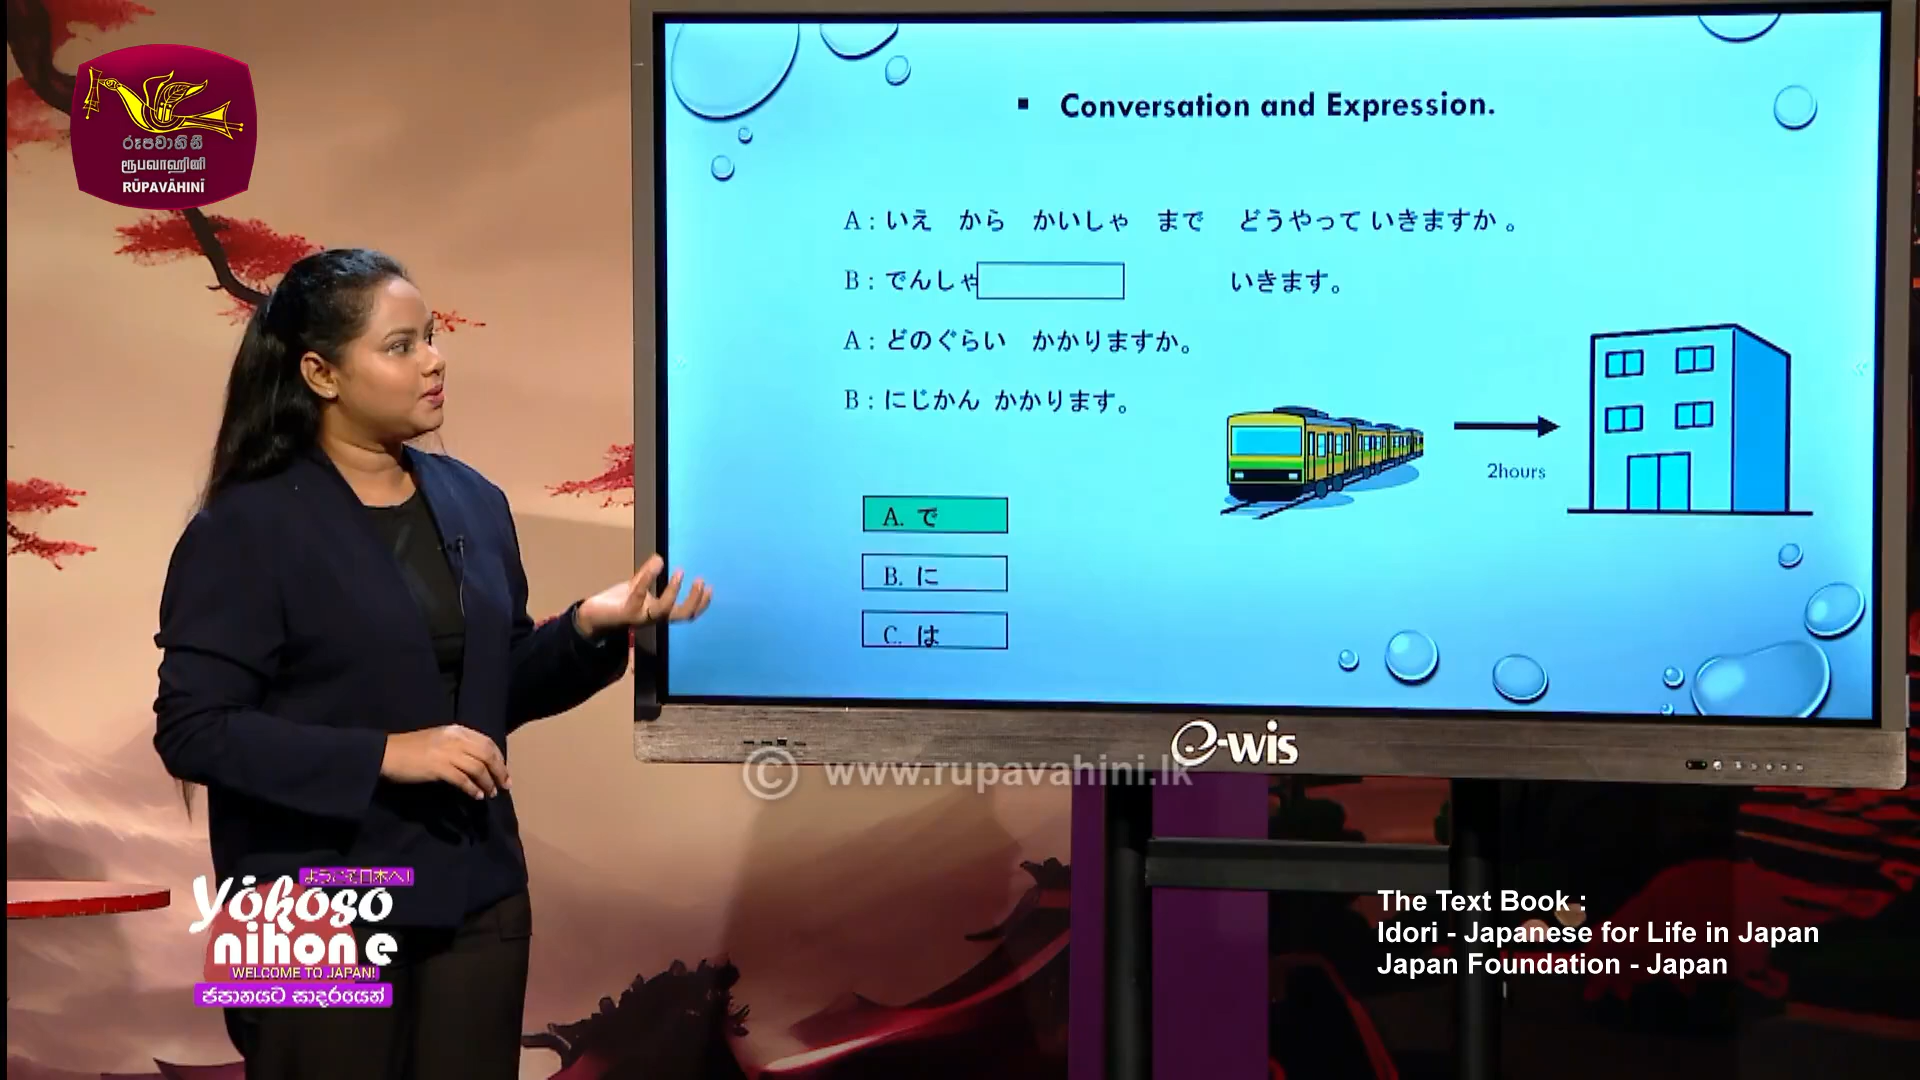 රූපවාහිනී
ரூபவாஹினி
RŪPAVĀHINĪ
▪ Conversation and Expression.
A : いえ から かいしゃ まで どうやって いきますか 。
B : でんしゃ いきます。
A : どのぐらい かかりますか。
B : にじかん かかります。
2hours
A. で
B. に
C. は
e-wis
© www.rupavahini.lk
ようこそ日本へ!
yokoso
nihon e
WELCOME TO JAPAN!
ජපානයට සාදරයෙන්
The Text Book :
Idori - Japanese for Life in Japan
Japan Foundation - Japan